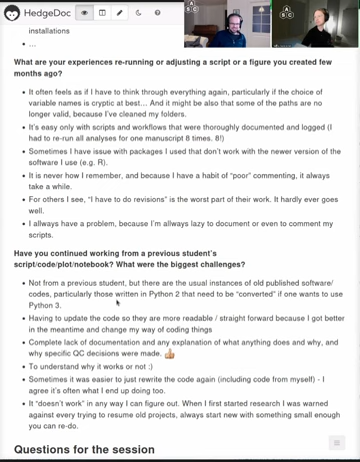 HedgeDoc
A
S C
A
S C
installations
…
What are your experiences re-running or adjusting a script or a figure you created few
months ago?
It often feels as if I have to think through everything again, particularly if the choice of
variable names is cryptic at best… And it might be also that some of the paths are no
longer valid, because I've cleaned my folders.
It's easy only with scripts and workflows that were thoroughly documented and logged (I
had to re-run all analyses for one manuscript 8 times. 8!)
Sometimes I have issue with packages I used that don't work with the newer version of the
software I use (e.g. R).
It is never how I remember, and because I have a habit of "poor" commenting, it always
take a while.
For others I see, "I have to do revisions" is the worst part of their work. It hardly ever goes
well.
I allways have a problem, because I'm allways lazy to document or even to comment my
scripts.
Have you continued working from a previous student's
script/code/plot/notebook? What were the biggest challenges?
Not from a previous student, but there are the usual instances of old published software/
codes, particularly those written in Python 2 that need to be "converted" if one wants to use
Python 3.
Having to update the code so they are more readable / straight forward because I got better
in the meantime and change my way of coding things
Complete lack of documentation and any explanation of what anything does and why, and
why specific QC decisions were made. 👍
To understand why it works or not :)
Sometimes it was easier to just rewrite the code again (including code from myself) - I
agree it's often what I end up doing too.
It "doesn't work" in any way I can figure out. When I first started research I was warned
against every trying to resume old projects, always start new with something small enough
you can re-do.
Questions for the session